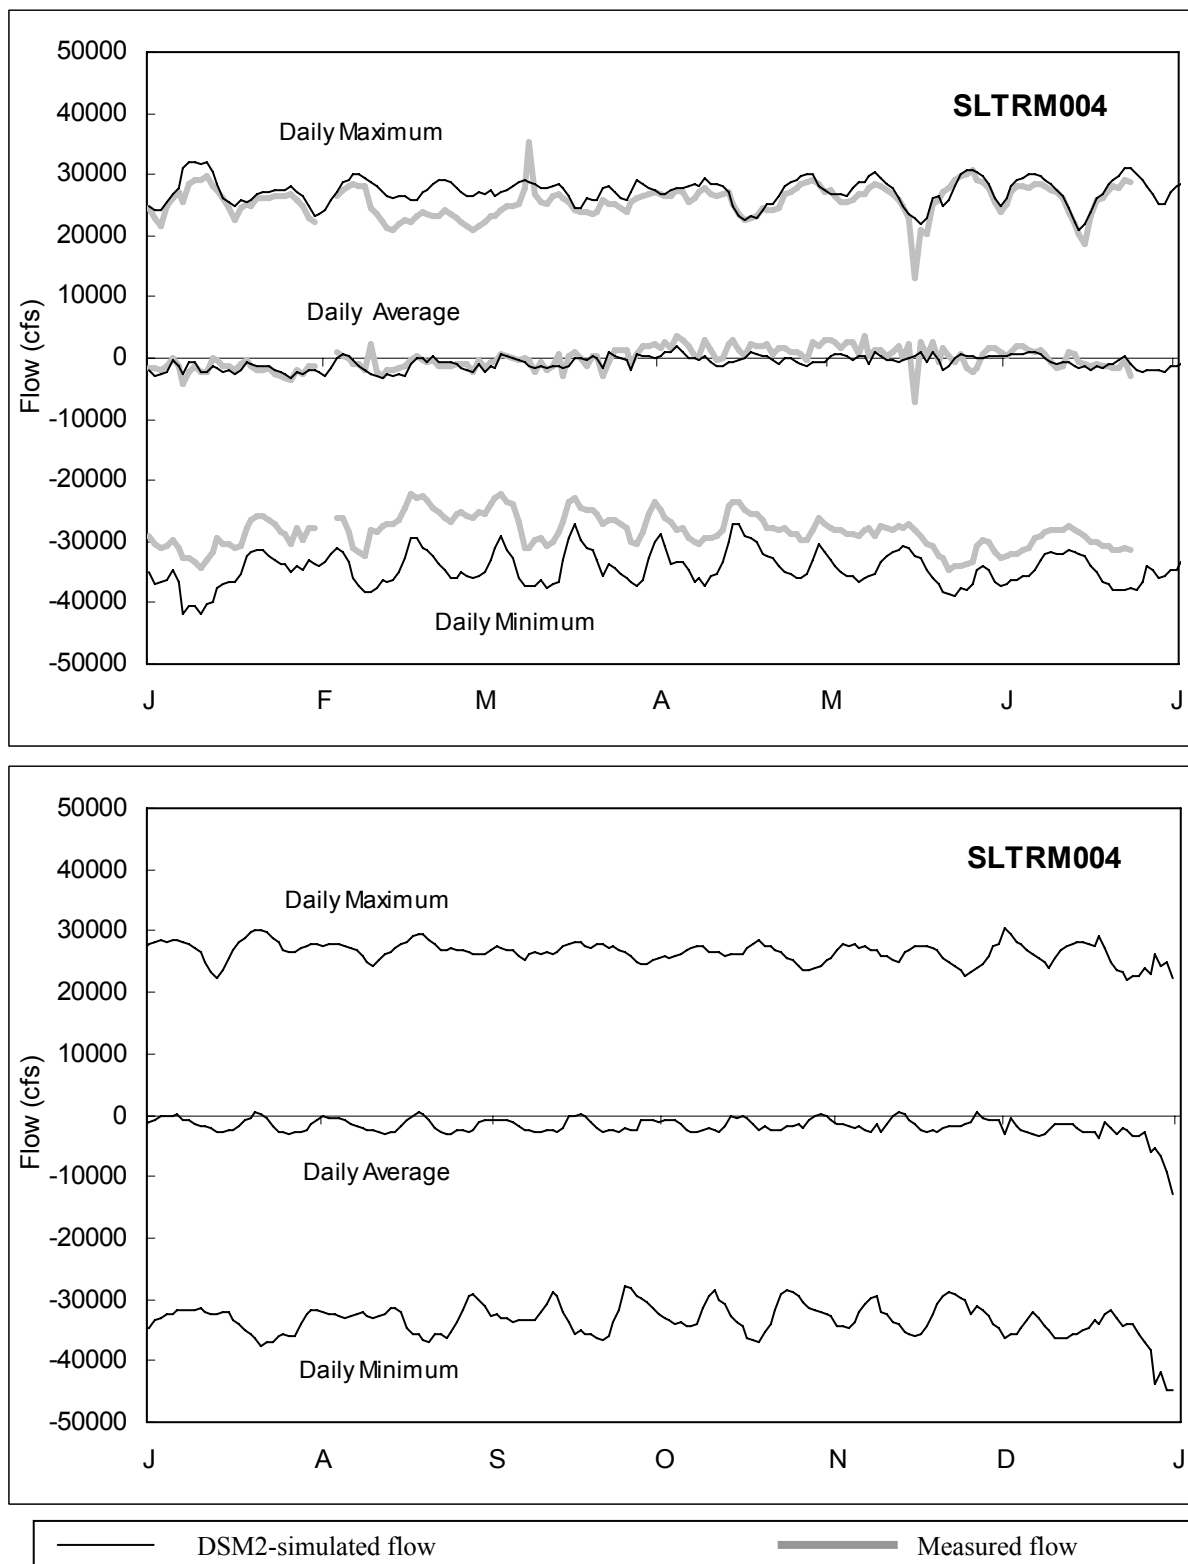 50000
40000
30000
20000
10000
0
-10000
-20000
-30000
-40000
-50000
Flow (cfs)
SLTRM004
Daily Maximum
Daily Average
Daily Minimum
J F M A M J J
50000
40000
30000
20000
10000
0
-10000
-20000
-30000
-40000
-50000
Flow (cfs)
SLTRM004
Daily Maximum
Daily Average
Daily Minimum
J A S O N D J
DSM2-simulated flow Measured flow